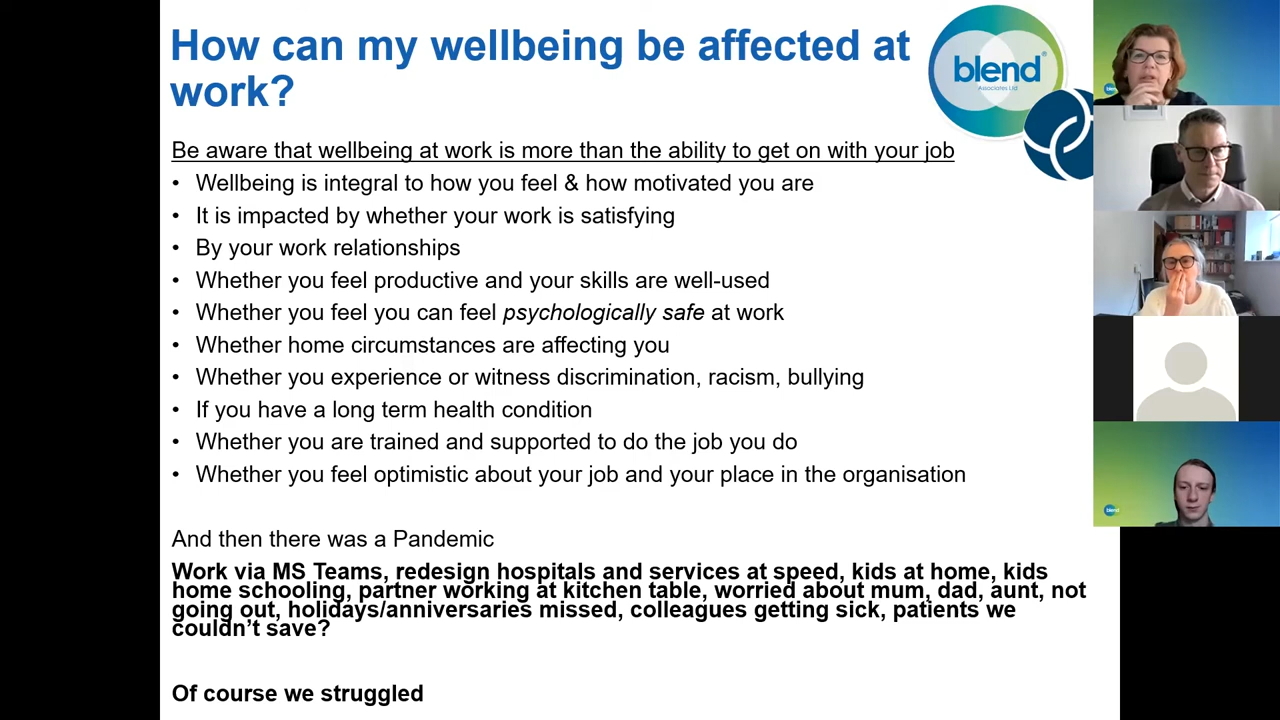 How can my wellbeing be affected at
work?
blend®
Associates Ltd
Be aware that wellbeing at work is more than the ability to get on with your job
• Wellbeing is integral to how you feel & how motivated you are
• It is impacted by whether your work is satisfying
• By your work relationships
• Whether you feel productive and your skills are well-used
• Whether you feel you can feel psychologically safe at work
• Whether home circumstances are affecting you
• Whether you experience or witness discrimination, racism, bullying
• If you have a long term health condition
• Whether you are trained and supported to do the job you do
• Whether you feel optimistic about your job and your place in the organisation
And then there was a Pandemic
Work via MS Teams, redesign hospitals and services at speed, kids at home, kids
home schooling, partner working at kitchen table, worried about mum, dad, aunt, not
going out, holidays/anniversaries missed, colleagues getting sick, patients we
couldn't save?
Of course we struggled
blend